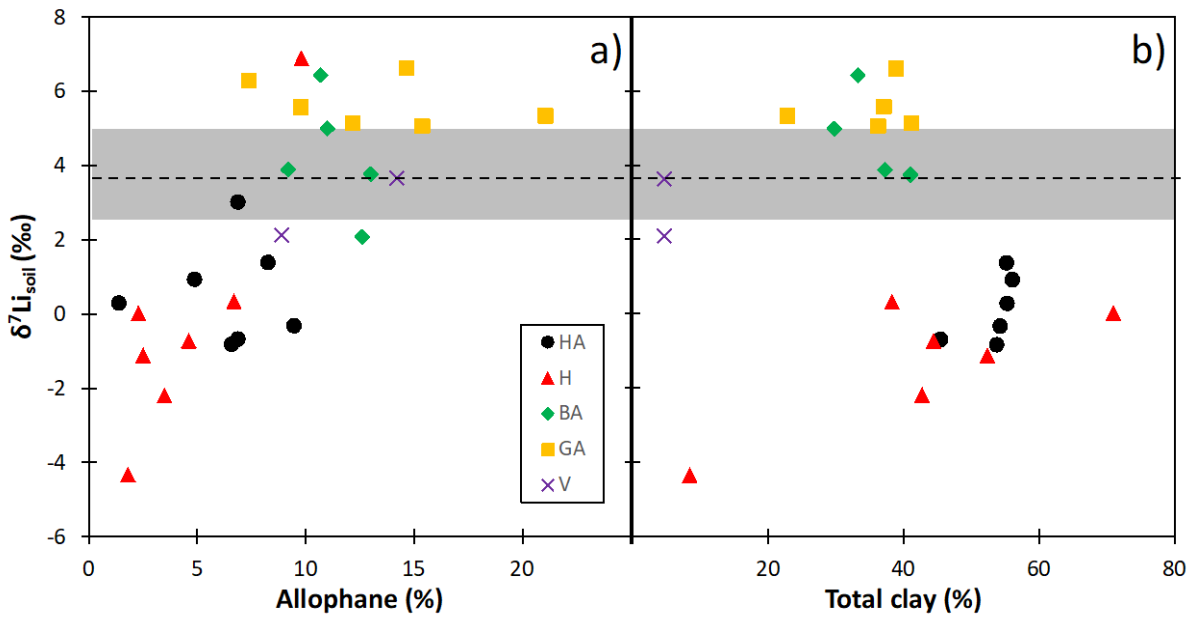 8
6
4
2
0
-2
-4
-6
δ⁷Liₛₒᵢₗ (‰)
a)
b)
HA
H
BA
GA
V
0 5 10 15 20
20 40 60 80
Allophane (%)
Total clay (%)